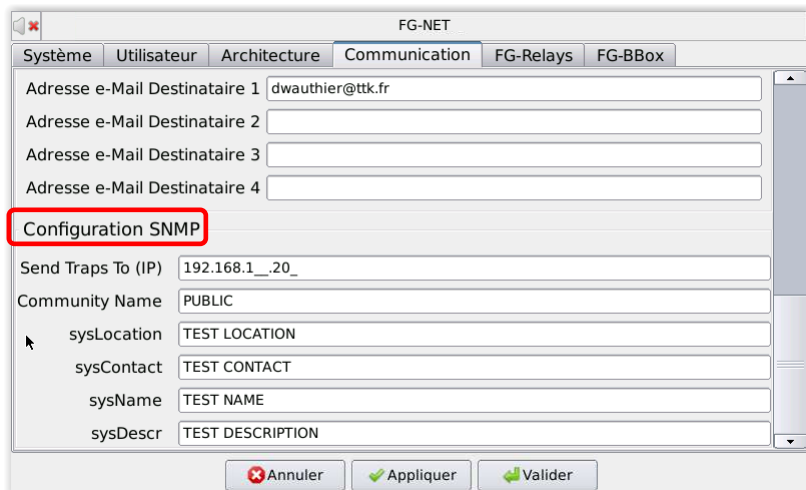 FG-NET
Système Utilisateur Architecture Communication FG-Relays FG-BBox
Adresse e-Mail Destinataire 1 dwauthier@ttk.fr
Adresse e-Mail Destinataire 2
Adresse e-Mail Destinataire 3
Adresse e-Mail Destinataire 4
Configuration SNMP
Send Traps To (IP) 192.168.1__.20_
Community Name PUBLIC
sysLocation TEST LOCATION
sysContact TEST CONTACT
sysName TEST NAME
sysDescr TEST DESCRIPTION
Annuler Appliquer Valider